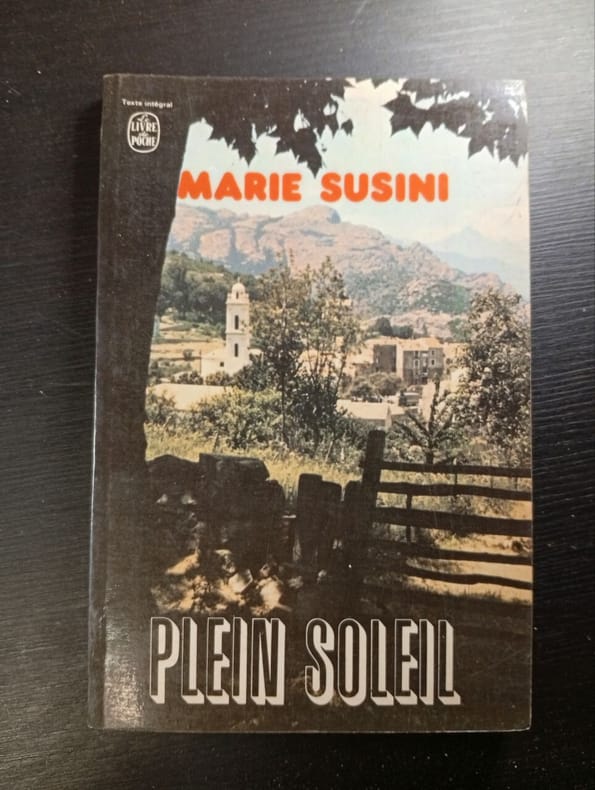 Texte intégral
Le
LIVRE
de
POCHE
MARIE SUSINI
PLEIN SOLEIL